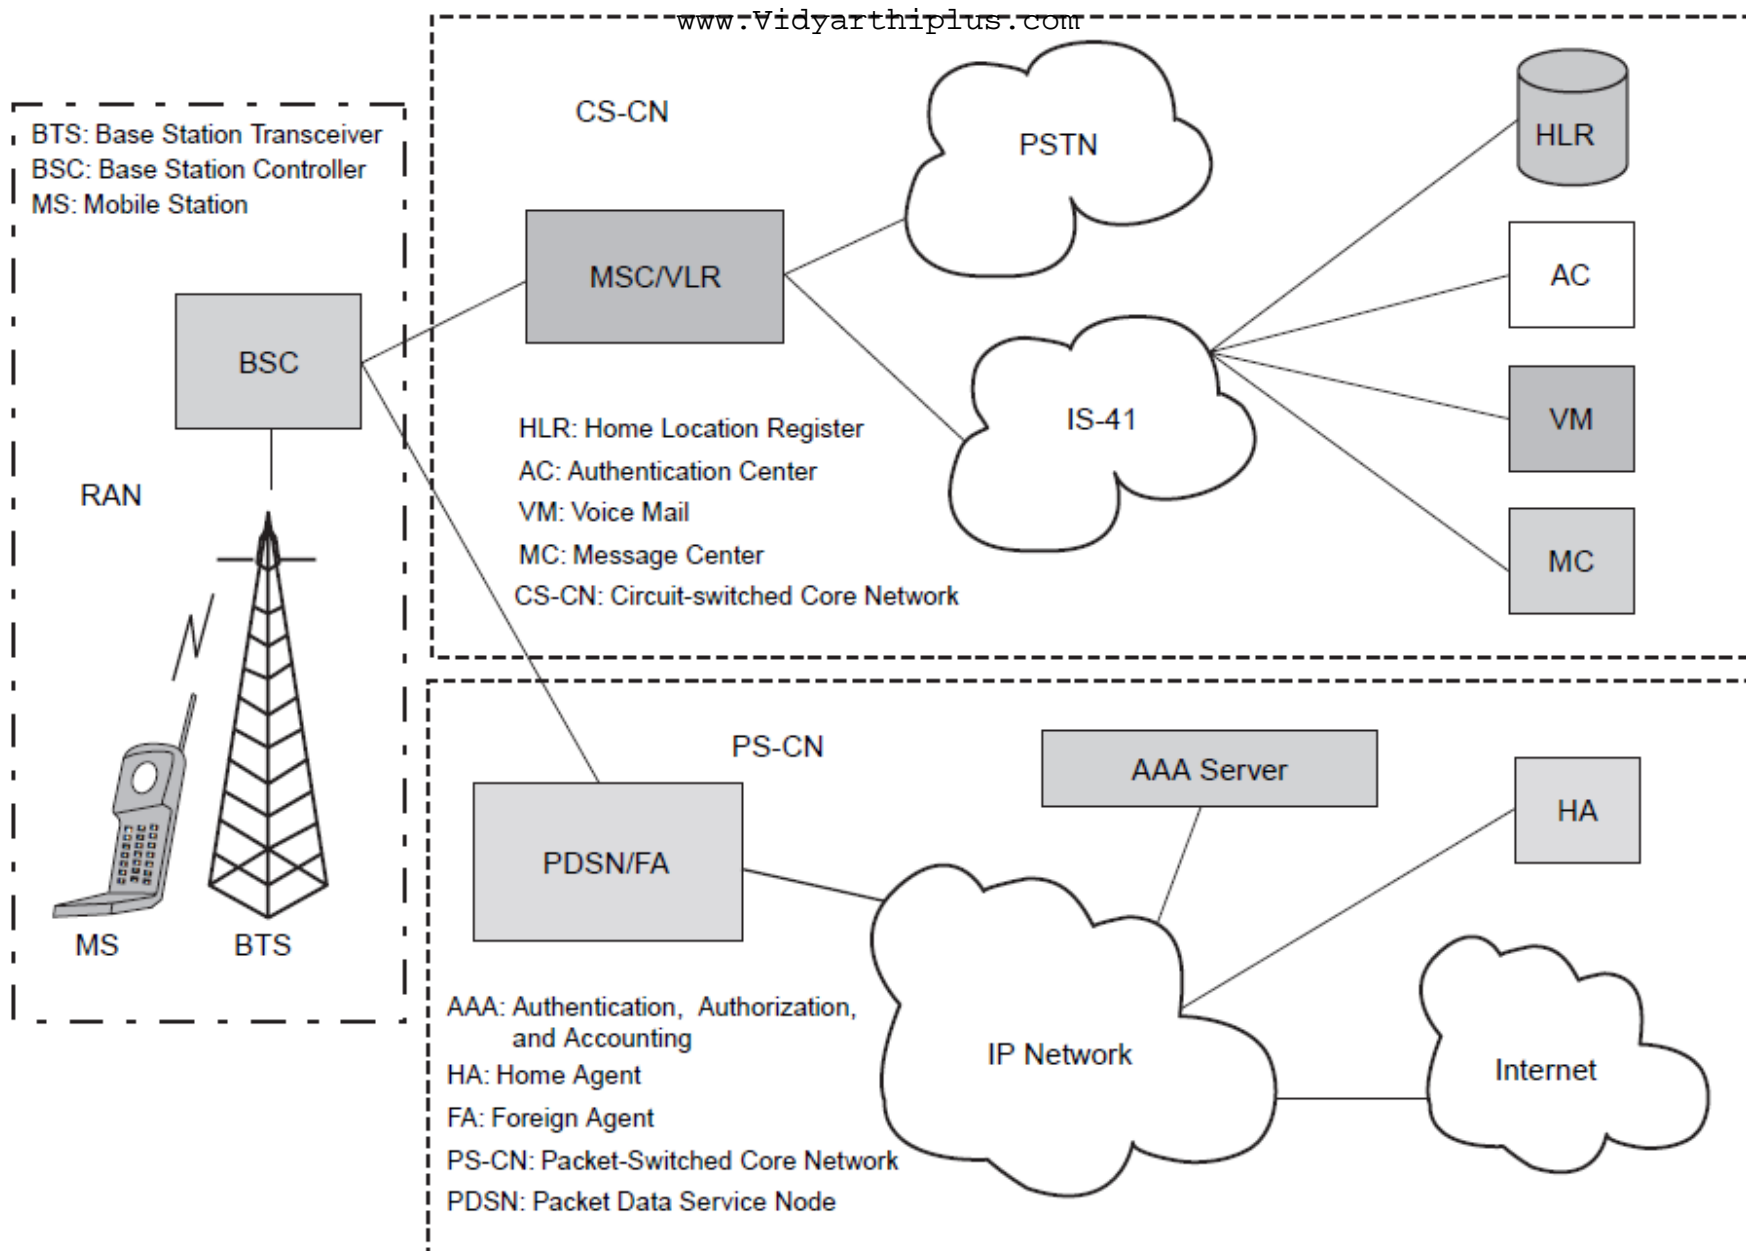 www.Vidyarthiplus.com
CS-CN
PSTN
HLR
BTS: Base Station Transceiver
BSC: Base Station Controller
MS: Mobile Station
MSC/VLR
AC
BSC
IS-41
VM
HLR: Home Location Register
AC: Authentication Center
VM: Voice Mail
MC: Message Center
CS-CN: Circuit-switched Core Network
RAN
MC
PS-CN
AAA Server
HA
PDSN/FA
MS
BTS
AAA: Authentication, Authorization,
and Accounting
HA: Home Agent
FA: Foreign Agent
PS-CN: Packet-Switched Core Network
PDSN: Packet Data Service Node
IP Network
Internet